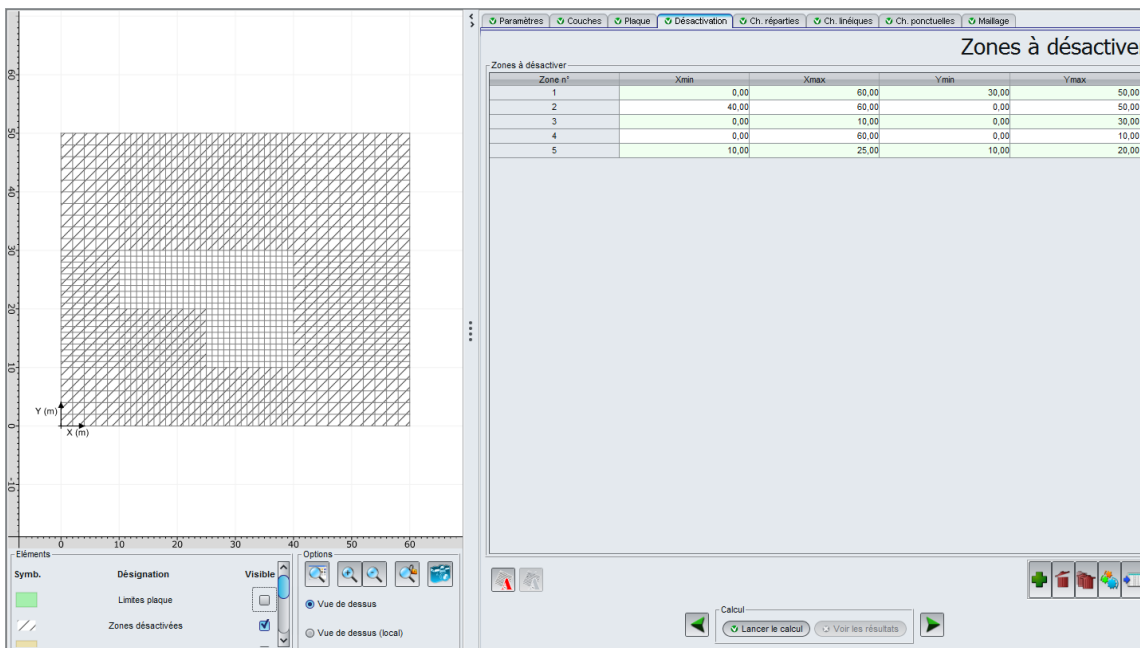 Paramètres Couches Plaque Désactivation Ch. réparties Ch. linéiques Ch. ponctuelles Maillage
Zones à désactiver
Zones à désactiver
Zone n° Xmin Xmax Ymin Ymax
1 0,00 60,00 30,00 50,00
2 40,00 60,00 0,00 50,00
3 0,00 10,00 0,00 30,00
4 0,00 60,00 0,00 10,00
5 10,00 25,00 10,00 20,00
60
50
40
30
20
10
0
-10
Y (m)
X (m)
0 10 20 30 40 50 60
Eléments
Symb. Désignation Visible
Limites plaque
Zones désactivées
Options
Vue de dessus
Vue de dessus (local)
A
Calcul
Lancer le calcul Voir les résultats